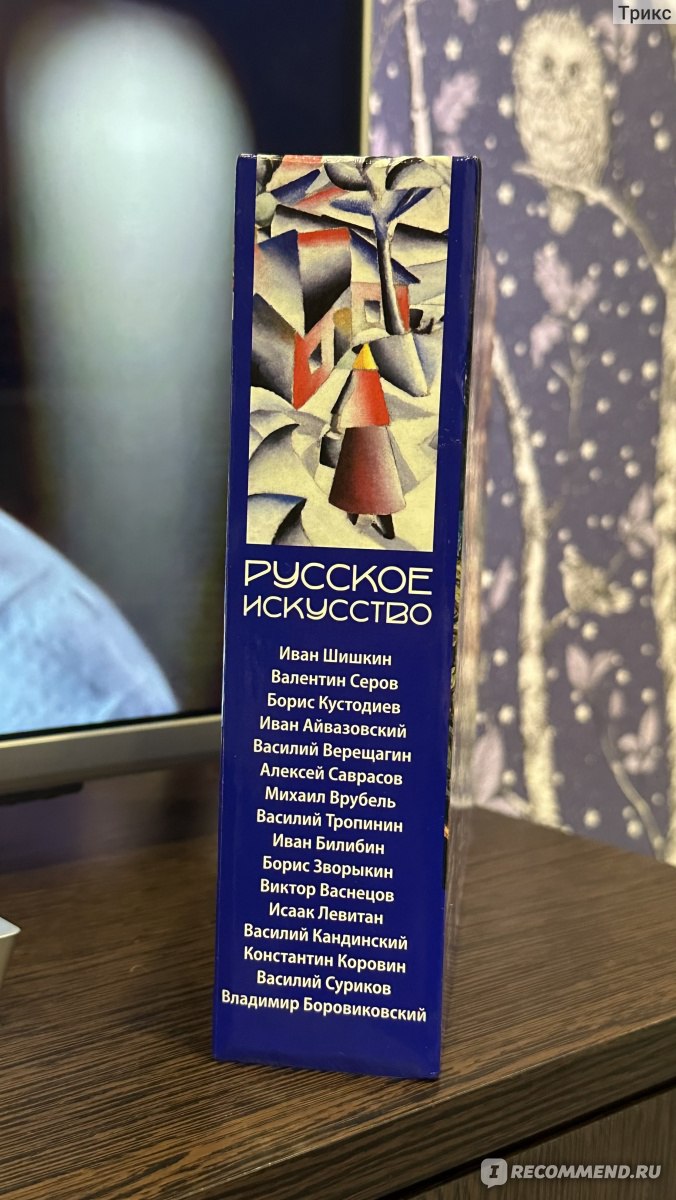 Трикс
РУССКОЕ
ИСКУССТВО
Иван Шишкин
Валентин Серов
Борис Кустодиев
Иван Айвазовский
Василий Верещагин
Алексей Саврасов
Михаил Врубель
Василий Тропинин
Иван Билибин
Борис Зворыкин
Виктор Васнецов
Исаак Левитан
Василий Кандинский
Константин Коровин
Василий Суриков
Владимир Боровиковский
IRECOMMEND.RU